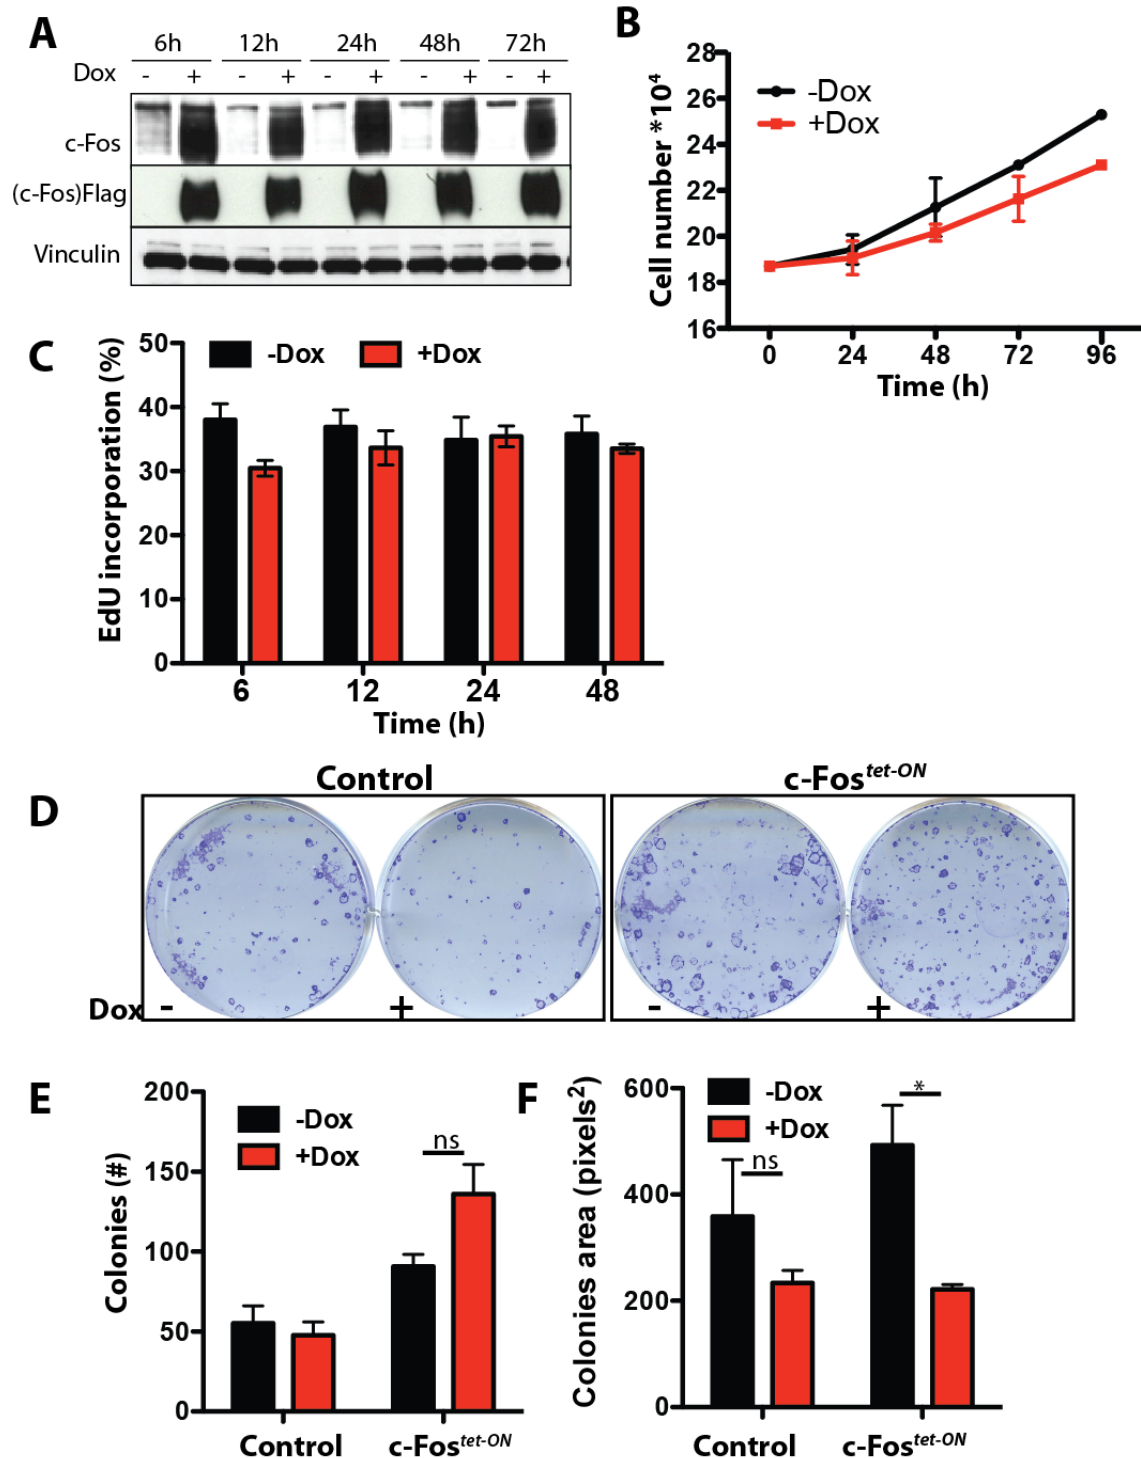 A
6h 12h 24h 48h 72h
Dox - + - + - + - + - +
c-Fos
(c-Fos)Flag
Vinculin
B
Cell number *10⁴
28
26
24
22
20
18
16
-Dox
+Dox
0 24 48 72 96
Time (h)
C
EdU incorporation (%)
50
40
30
20
10
0
-Dox +Dox
6 12 24 48
Time (h)
D
Control c-Fos^tet-ON
Dox - + - +
E
Colonies (#)
200
150
100
50
0
-Dox
+Dox
ns
Control c-Fos^tet-ON
F
Colonies area (pixels²)
600
400
200
0
-Dox
+Dox
ns
*
Control c-Fos^tet-ON